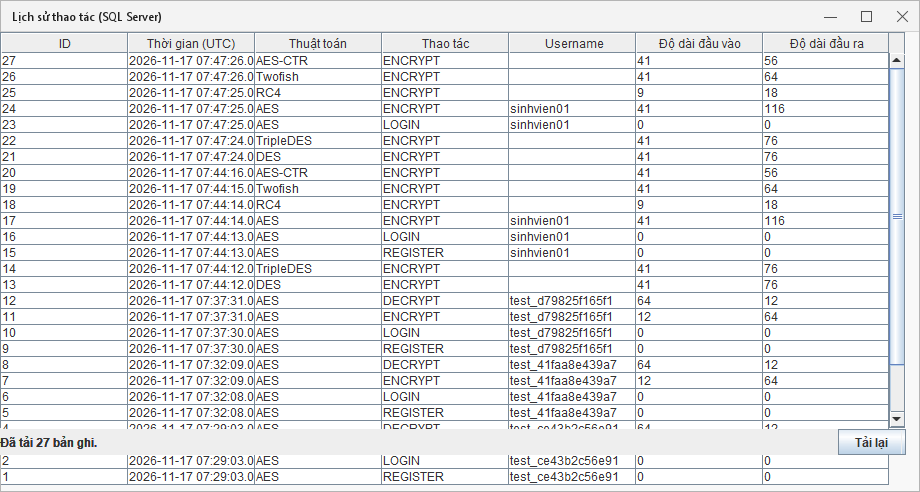 Lịch sử thao tác (SQL Server)
ID Thời gian (UTC) Thuật toán Thao tác Username Độ dài đầu vào Độ dài đầu ra
27 2026-11-17 07:47:26.0 AES-CTR ENCRYPT 41 56
26 2026-11-17 07:47:26.0 Twofish ENCRYPT 41 64
25 2026-11-17 07:47:25.0 RC4 ENCRYPT 9 18
24 2026-11-17 07:47:25.0 AES ENCRYPT sinhvien01 41 116
23 2026-11-17 07:47:25.0 AES LOGIN sinhvien01 0 0
22 2026-11-17 07:47:24.0 TripleDES ENCRYPT 41 76
21 2026-11-17 07:47:24.0 DES ENCRYPT 41 76
20 2026-11-17 07:44:16.0 AES-CTR ENCRYPT 41 56
19 2026-11-17 07:44:15.0 Twofish ENCRYPT 41 64
18 2026-11-17 07:44:14.0 RC4 ENCRYPT 9 18
17 2026-11-17 07:44:14.0 AES ENCRYPT sinhvien01 41 116
16 2026-11-17 07:44:13.0 AES LOGIN sinhvien01 0 0
15 2026-11-17 07:44:13.0 AES REGISTER sinhvien01 0 0
14 2026-11-17 07:44:12.0 TripleDES ENCRYPT 41 76
13 2026-11-17 07:44:12.0 DES ENCRYPT 41 76
12 2026-11-17 07:37:31.0 AES DECRYPT test_d79825f165f1 64 12
11 2026-11-17 07:37:31.0 AES ENCRYPT test_d79825f165f1 12 64
10 2026-11-17 07:37:30.0 AES LOGIN test_d79825f165f1 0 0
9 2026-11-17 07:37:30.0 AES REGISTER test_d79825f165f1 0 0
8 2026-11-17 07:32:09.0 AES DECRYPT test_41faa8e439a7 64 12
7 2026-11-17 07:32:09.0 AES ENCRYPT test_41faa8e439a7 12 64
6 2026-11-17 07:32:08.0 AES LOGIN test_41faa8e439a7 0 0
5 2026-11-17 07:32:08.0 AES REGISTER test_41faa8e439a7 0 0
4 2026-11-17 07:29:03.0 AES DECRYPT test_ce43b2c56e91 64 12
Đã tải 27 bản ghi. Tải lại
2 2026-11-17 07:29:03.0 AES LOGIN test_ce43b2c56e91 0 0
1 2026-11-17 07:29:03.0 AES REGISTER test_ce43b2c56e91 0 0